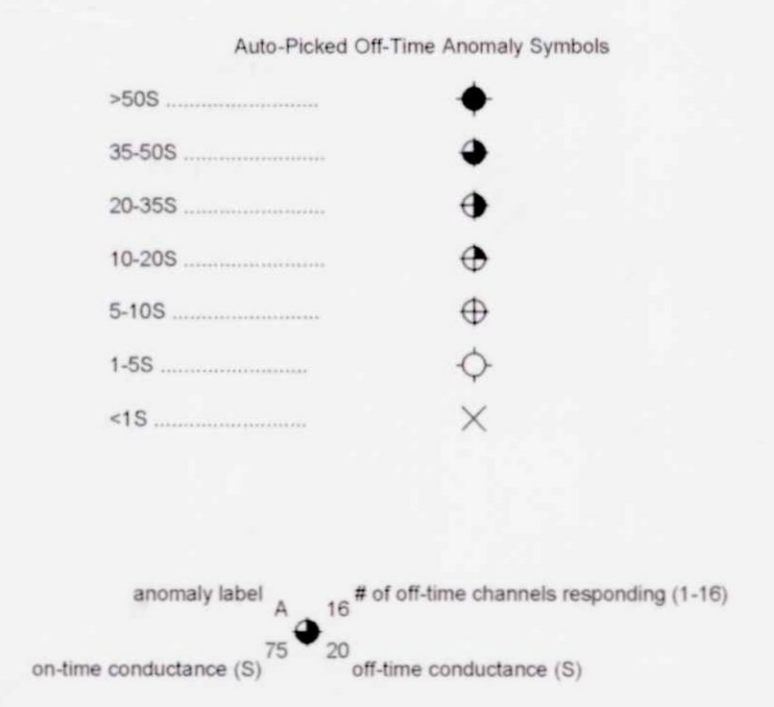 Auto-Picked Off-Time Anomaly Symbols
>50S ..........................
35-50S ........................
20-35S ........................
10-20S ........................
5-10S .........................
1-5S .........................
<1S ..........................
anomaly label # of off-time channels responding (1-16)
A 16
75 20
on-time conductance (S) off-time conductance (S)